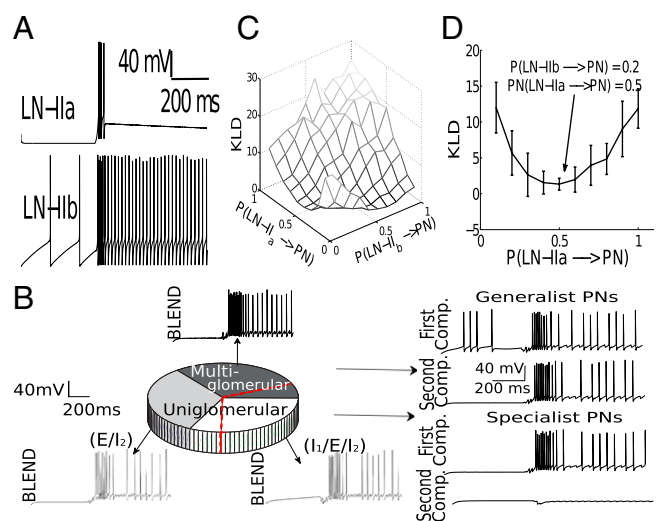 A
40 mV
200 ms
LN-IIa
LN-IIb
C
KLD
30
20
10
0
1
0.5
0
P(LN-IIa —>PN)
0
0.5
1
P(LN-IIb —>PN)
D
KLD
20
15
10
5
0
−5
0
0.5
1
P(LN-IIa —>PN)
P(LN-IIb —>PN) =0.2
PN(LN-IIa —>PN) =0.5
B
BLEND
40mV
200ms
Multi-
glomerular
Uniglomerular
(E/I2)
BLEND
(I1/E/I2)
BLEND
Generalist PNs
First
Comp.
Second
Comp.
40 mV
200 ms
Specialist PNs
First
Comp.
Second
Comp.